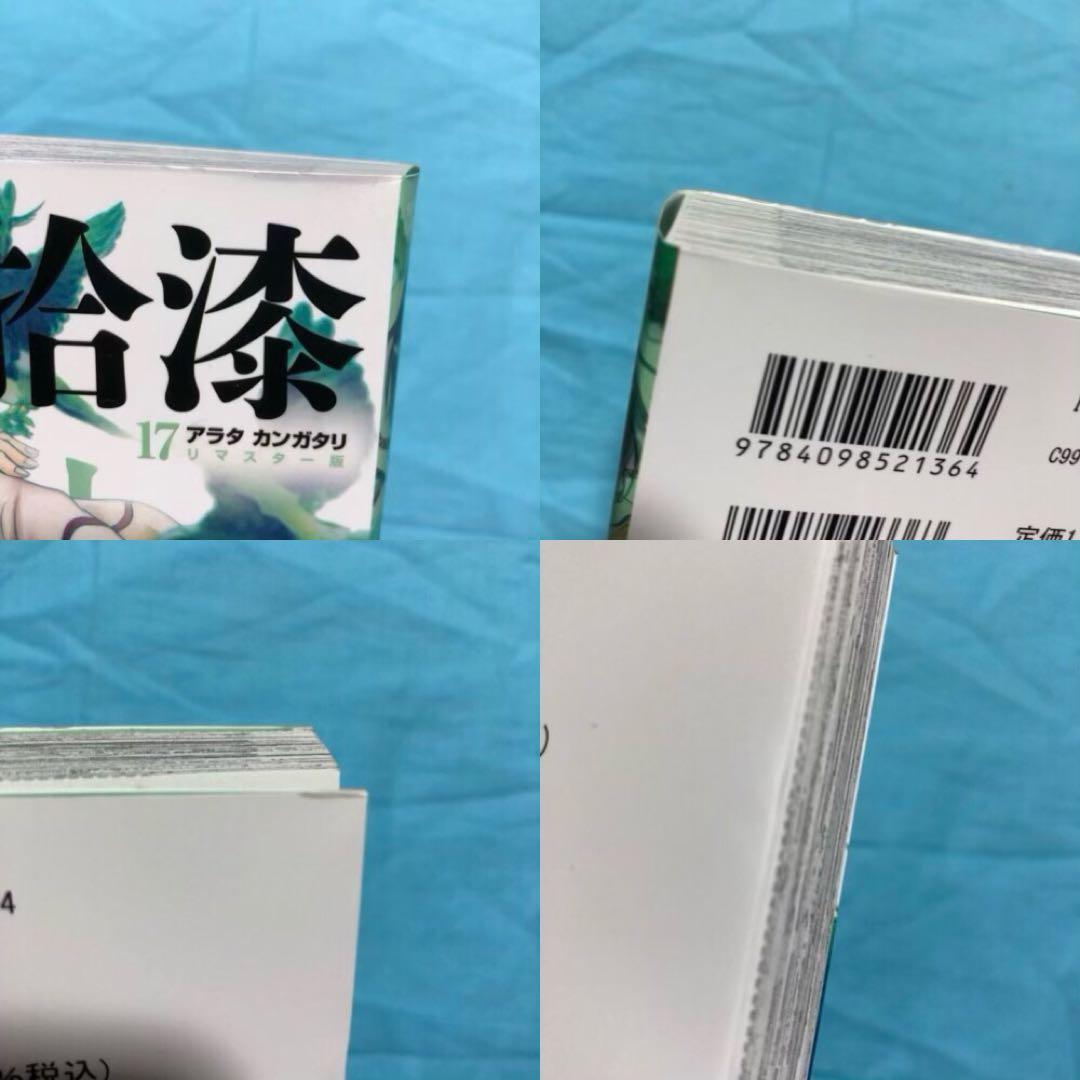 拾漆
17 アラタ カンガタリ
リマスター版
9784098521364
C99
定価1
4
%税込)
)